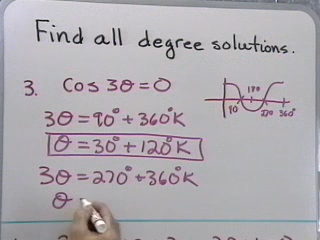 Find all degree solutions.
3. Cos 3θ = 0
180
90° 270 360°
3θ = 90° + 360°K
θ = 30° + 120°K
3θ = 270° + 360°K
θ